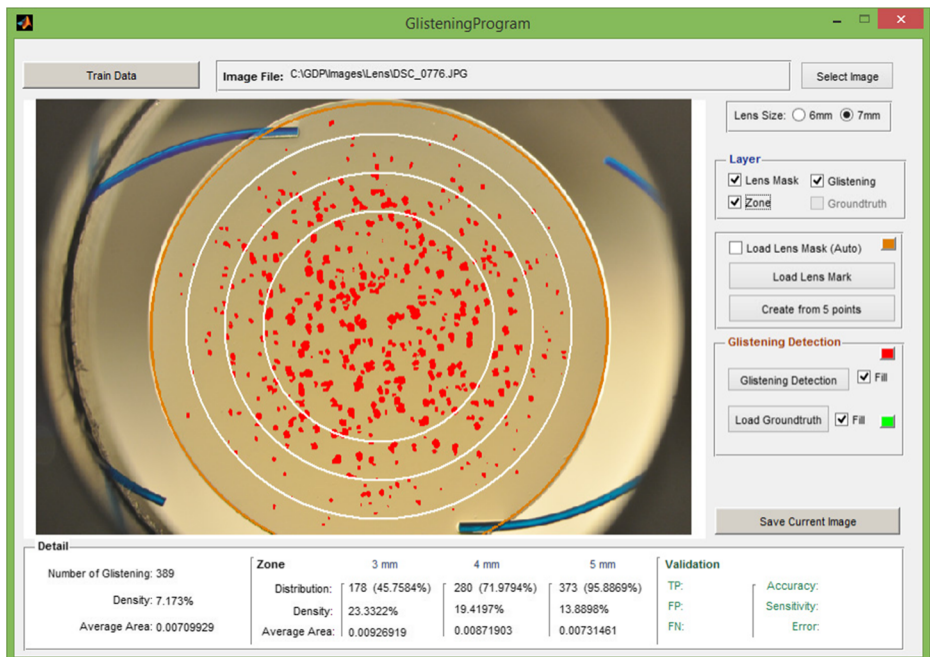 GlisteningProgram
Train Data
Image File: C:\GDP\Images\Lens\DSC_0776.JPG
Select Image
Lens Size: 6mm 7mm
Layer
Lens Mask Glistening
Zone Groundtruth
Load Lens Mask (Auto)
Load Lens Mark
Create from 5 points
Glistening Detection
Glistening Detection Fill
Load Groundtruth Fill
Save Current Image
Detail
Number of Glistening: 389
Density: 7.173%
Average Area: 0.00709929
Zone 3 mm 4 mm 5 mm
Distribution: 178 (45.7584%) 280 (71.9794%) 373 (95.8869%)
Density: 23.3322% 19.4197% 13.8898%
Average Area: 0.00926919 0.00871903 0.00731461
Validation
TP: Accuracy:
FP: Sensitivity:
FN: Error: